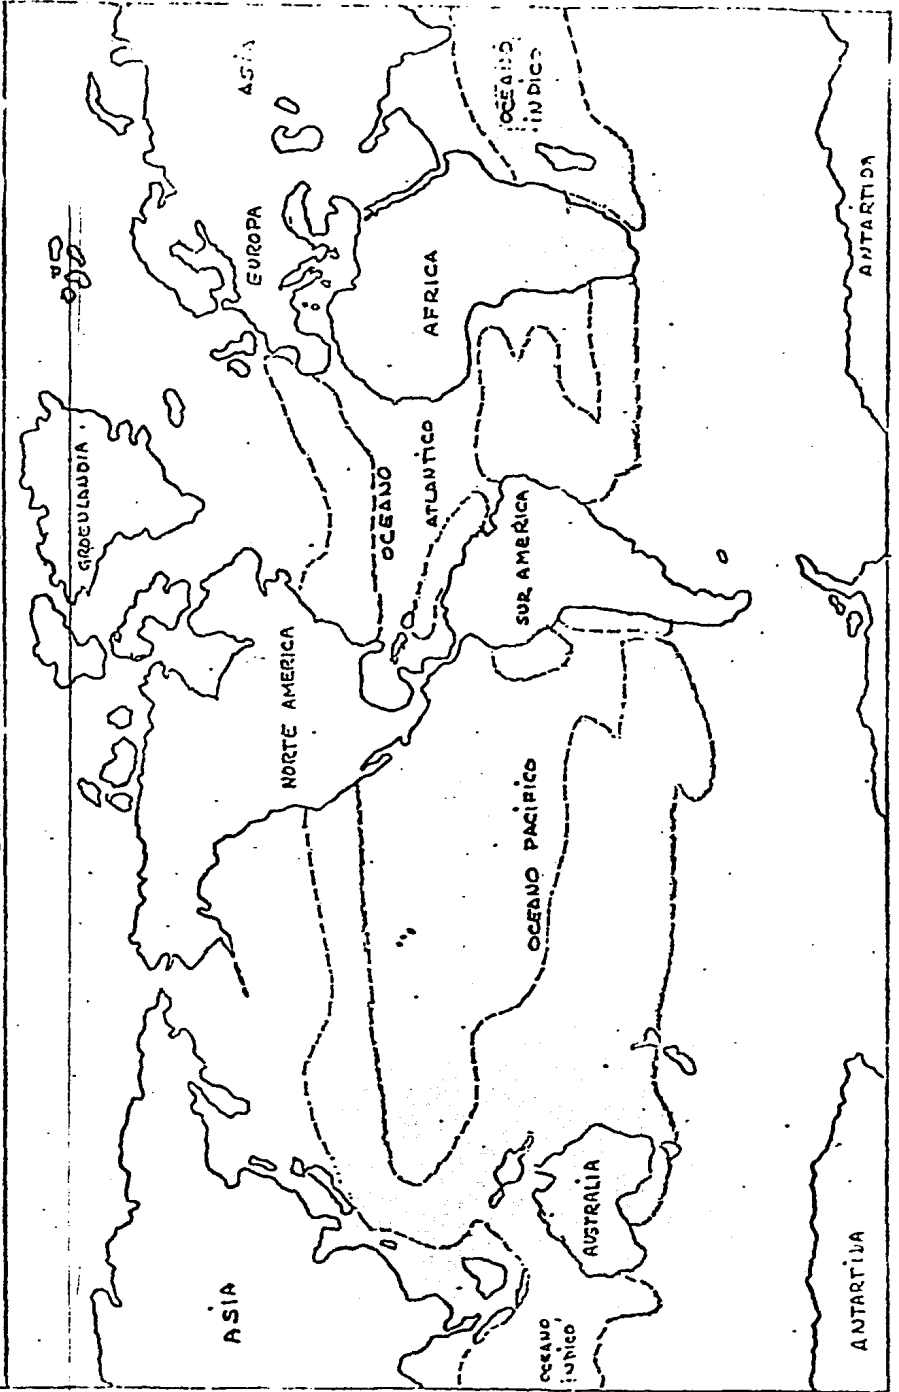 GROEULANDIA
ASIA
EUROPA
ASIA
NORTE AMERICA
OCEANO
ATLANTICO
AFRICA
OCEANO
INDICO
OCEANO PACIFICO
SUR AMERICA
AUSTRALIA
OCEANO
INDICO
ANTARTIDA
ANTARTIDA